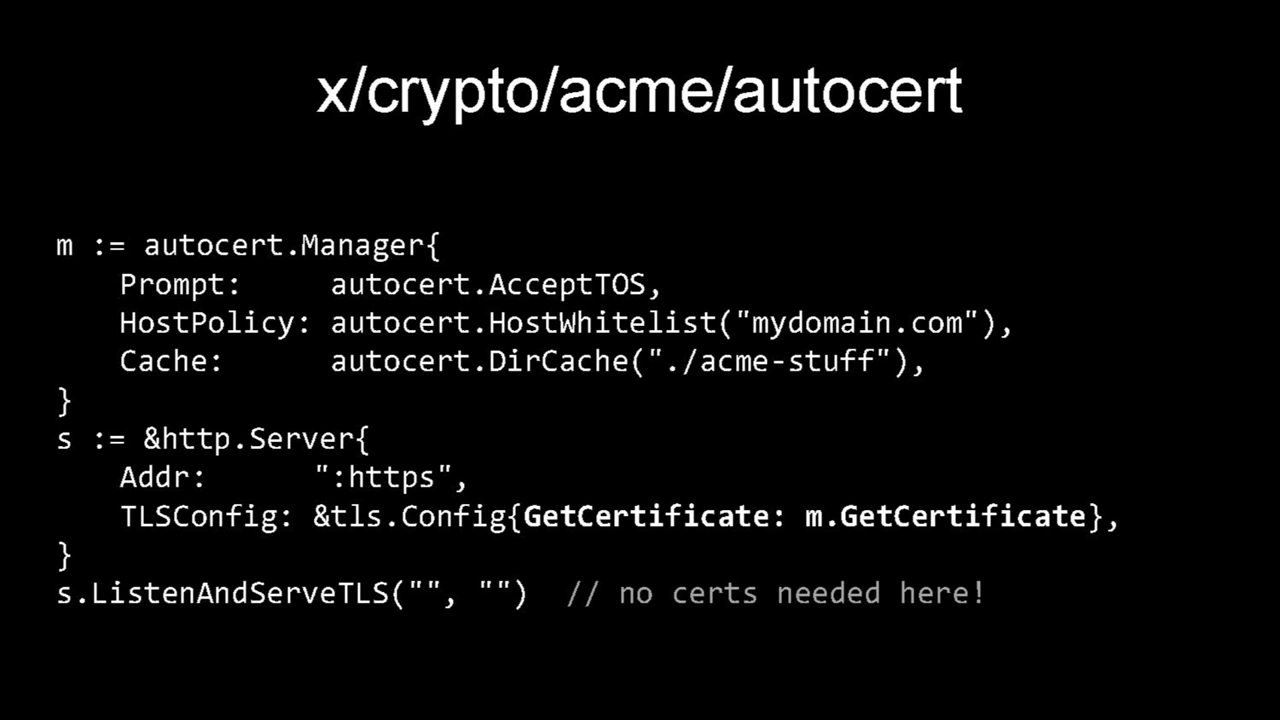 x/crypto/acme/autocert
m := autocert.Manager{
    Prompt:     autocert.AcceptTOS,
    HostPolicy: autocert.HostWhitelist("mydomain.com"),
    Cache:      autocert.DirCache("./acme-stuff"),
}
s := &http.Server{
    Addr:      ":https",
    TLSConfig: &tls.Config{GetCertificate: m.GetCertificate},
}
s.ListenAndServeTLS("", "")  // no certs needed here!